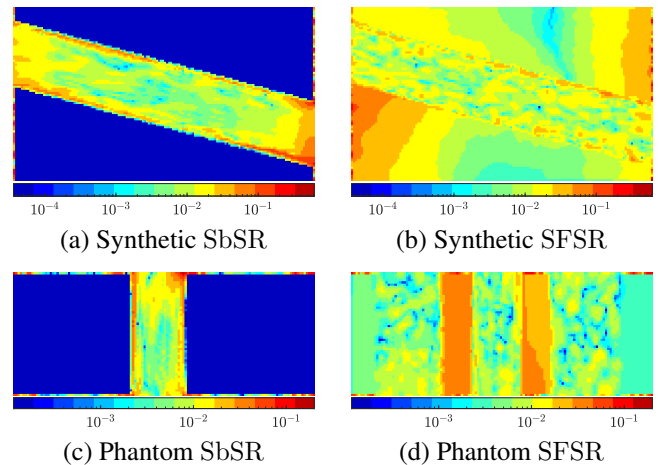 10⁻⁴ 10⁻³ 10⁻² 10⁻¹
10⁻⁴ 10⁻³ 10⁻² 10⁻¹
(a) Synthetic SbSR
(b) Synthetic SFSR
10⁻³ 10⁻² 10⁻¹
10⁻³ 10⁻² 10⁻¹
(c) Phantom SbSR
(d) Phantom SFSR